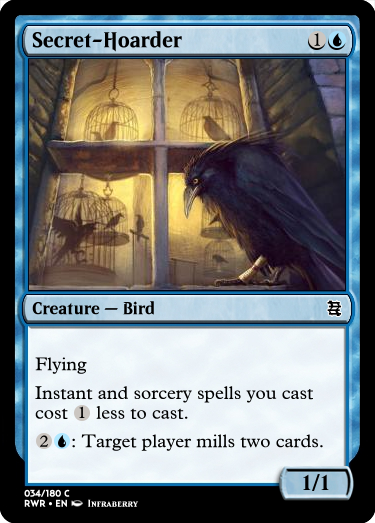 Secret-Hoarder 1
Creature — Bird
Flying
Instant and sorcery spells you cast
cost 1 less to cast.
2 : Target player mills two cards.
1/1
034/180 C
RWR • EN Infraberry